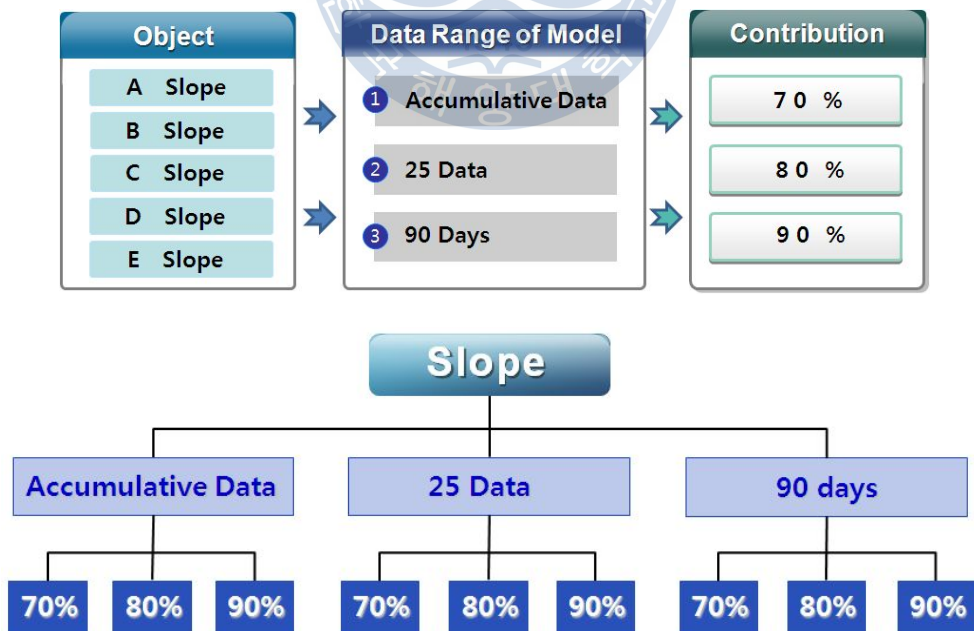 Object
A Slope
B Slope
C Slope
D Slope
E Slope
Data Range of Model
1 Accumulative Data
2 25 Data
3 90 Days
Contribution
70 %
80 %
90 %
Slope
Accumulative Data
25 Data
90 days
70% 80% 90% 70% 80% 90% 70% 80% 90%